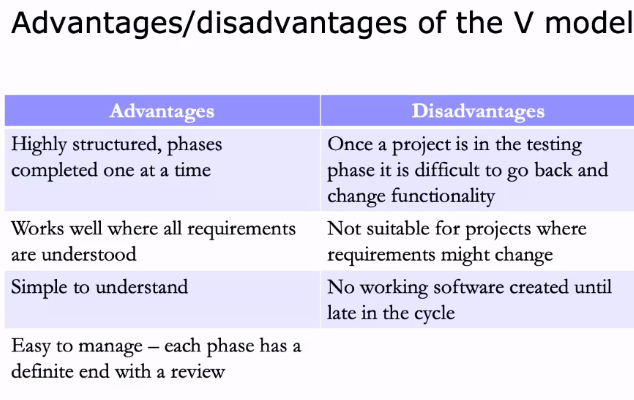 Advantages/disadvantages of the V model
Advantages
Disadvantages
Highly structured, phases
completed one at a time
Once a project is in the testing
phase it is difficult to go back and
change functionality
Works well where all requirements
are understood
Not suitable for projects where
requirements might change
Simple to understand
No working software created until
late in the cycle
Easy to manage – each phase has a
definite end with a review